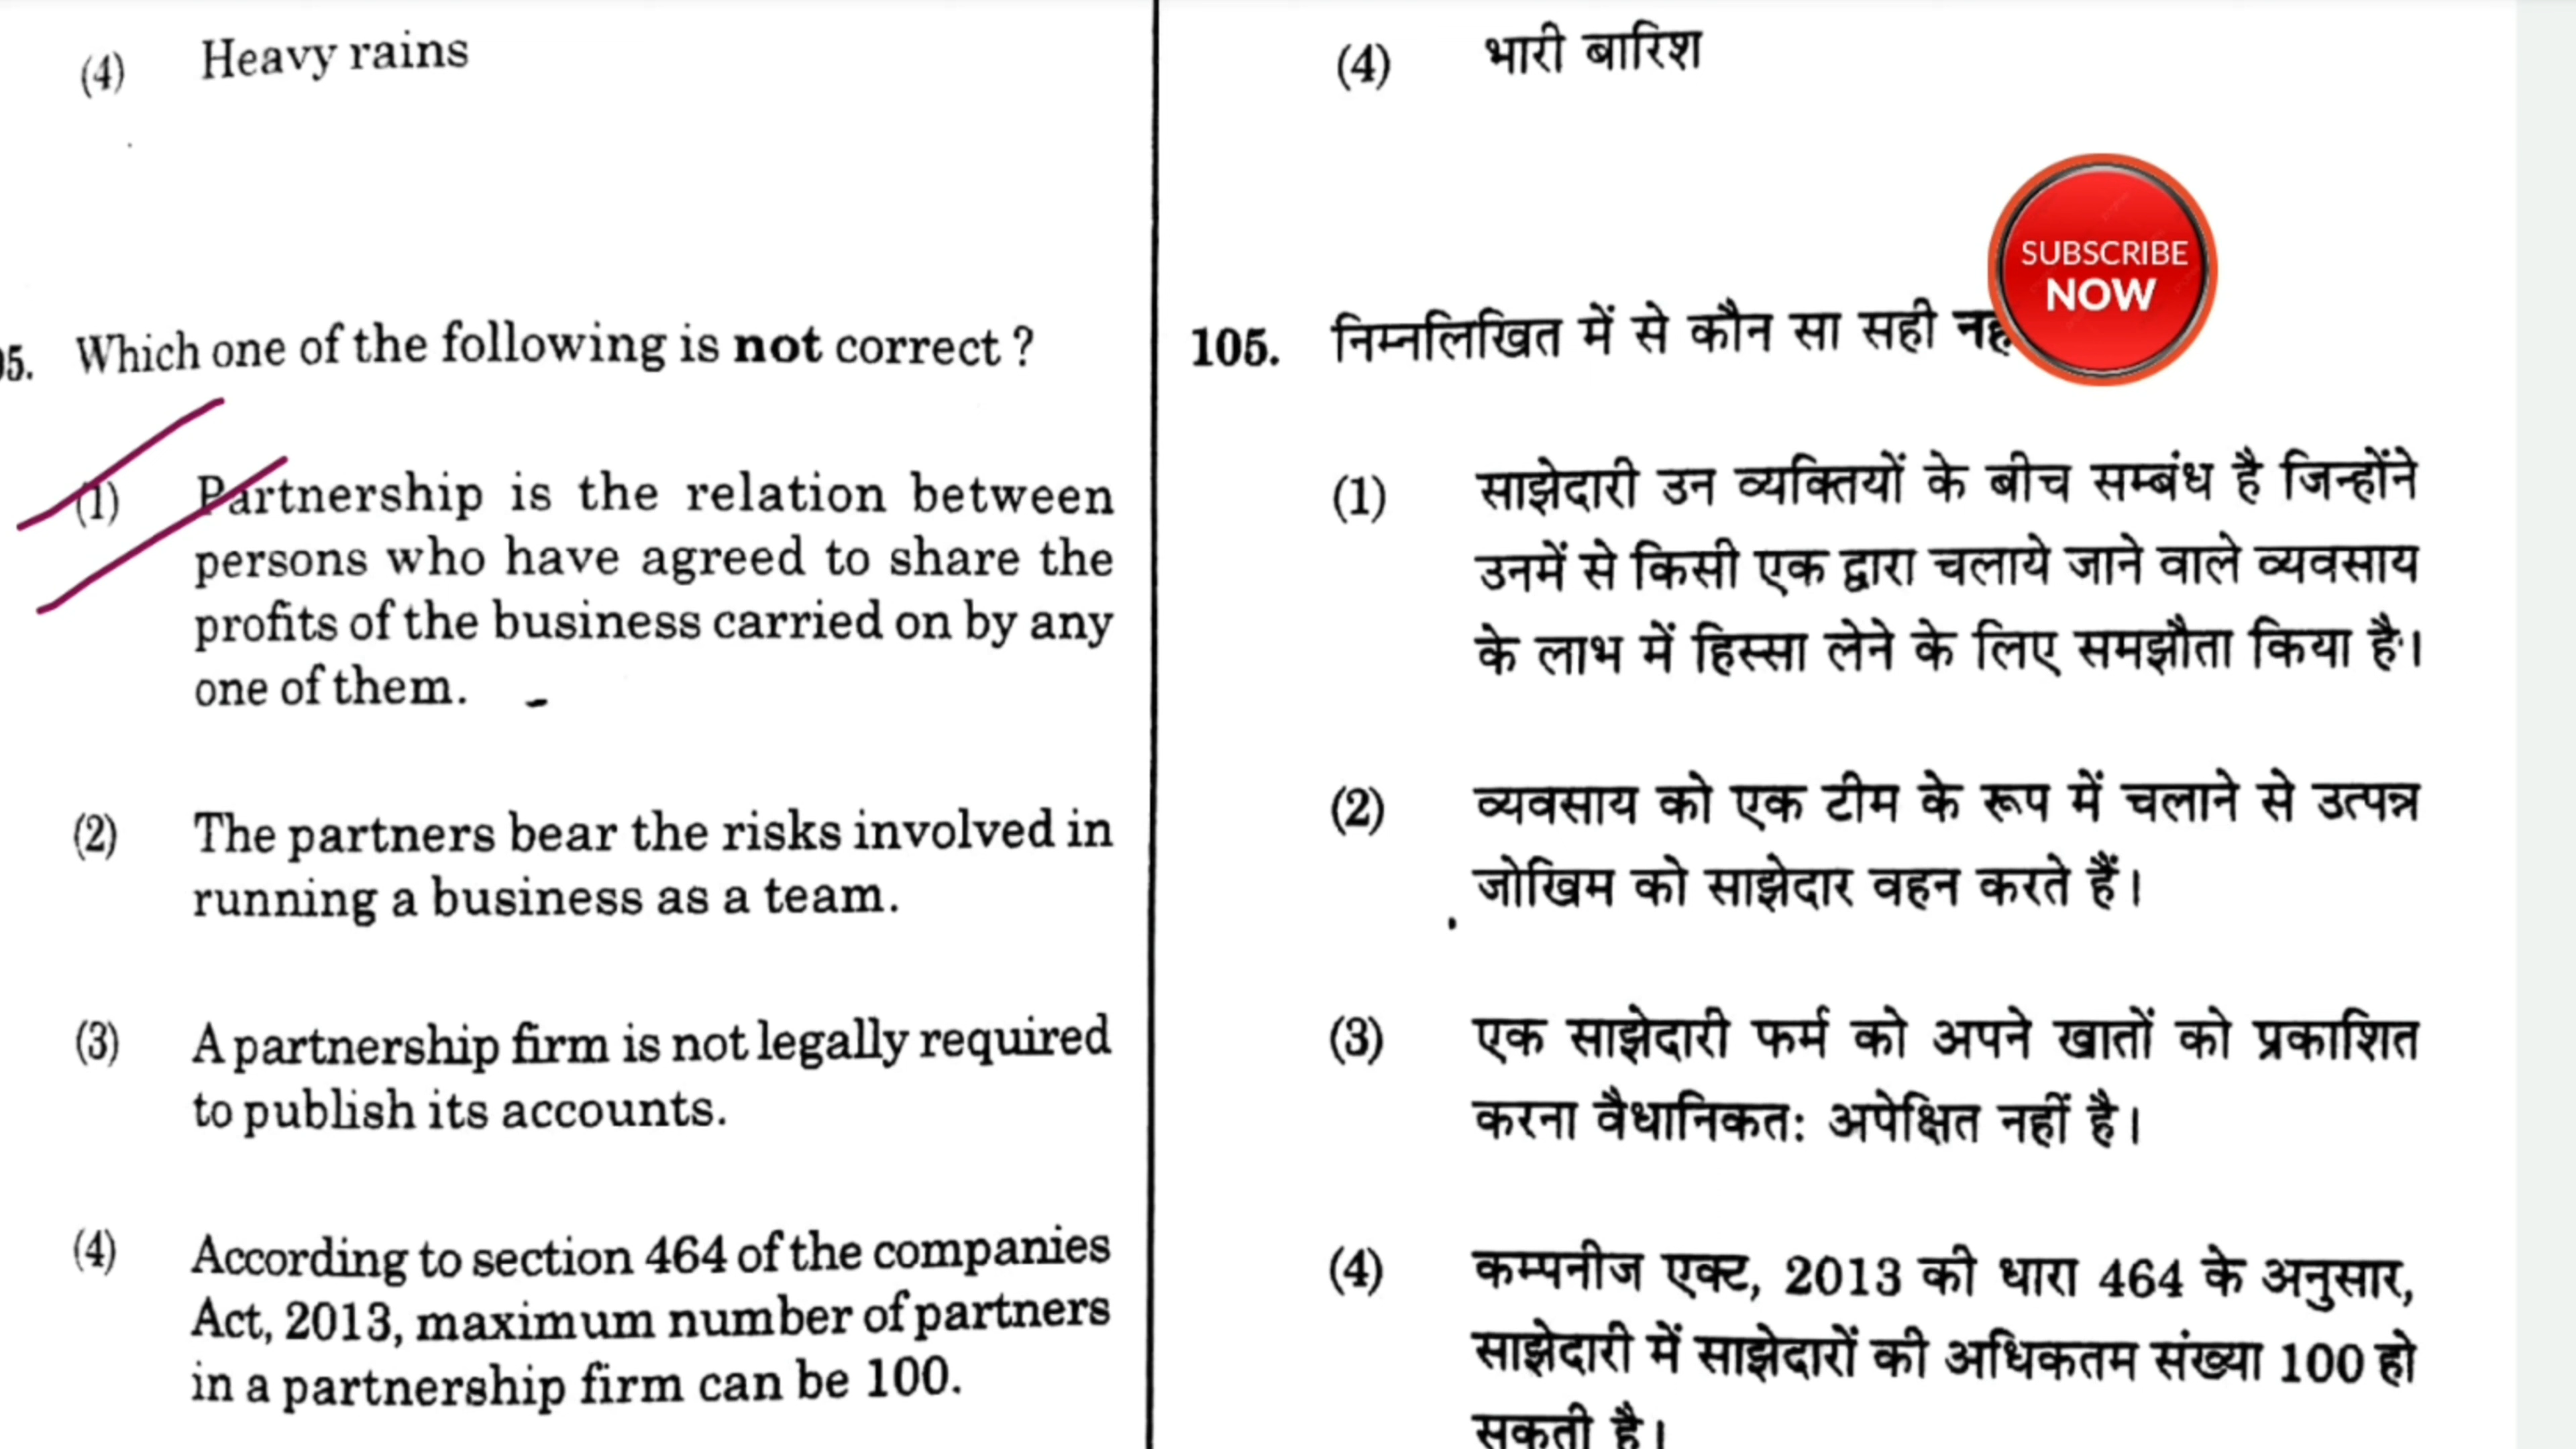 (4) Heavy rains
05. Which one of the following is not correct ?
(1) Partnership is the relation between
persons who have agreed to share the
profits of the business carried on by any
one of them.
(2) The partners bear the risks involved in
running a business as a team.
(3) A partnership firm is not legally required
to publish its accounts.
(4) According to section 464 of the companies
Act, 2013, maximum number of partners
in a partnership firm can be 100.
(4) भारी बारिश
SUBSCRIBE
NOW
105. निम्नलिखित में से कौन सा सही
(1) साझेदारी उन व्यक्तियों के बीच सम्बंध है जिन्होंने
उनमें से किसी एक द्वारा चलाये जाने वाले व्यवसाय
के लाभ में हिस्सा लेने के लिए समझौता किया है।
(2) व्यवसाय को एक टीम के रूप में चलाने से उत्पन्न
जोखिम को साझेदार वहन करते हैं।
(3) एक साझेदारी फर्म को अपने खातों को प्रकाशित
करना वैधानिकत: अपेक्षित नहीं है।
(4) कम्पनीज एक्ट, 2013 की धारा 464 के अनुसार,
साझेदारी में साझेदारों की अधिकतम संख्या 100 हो
सकती है।